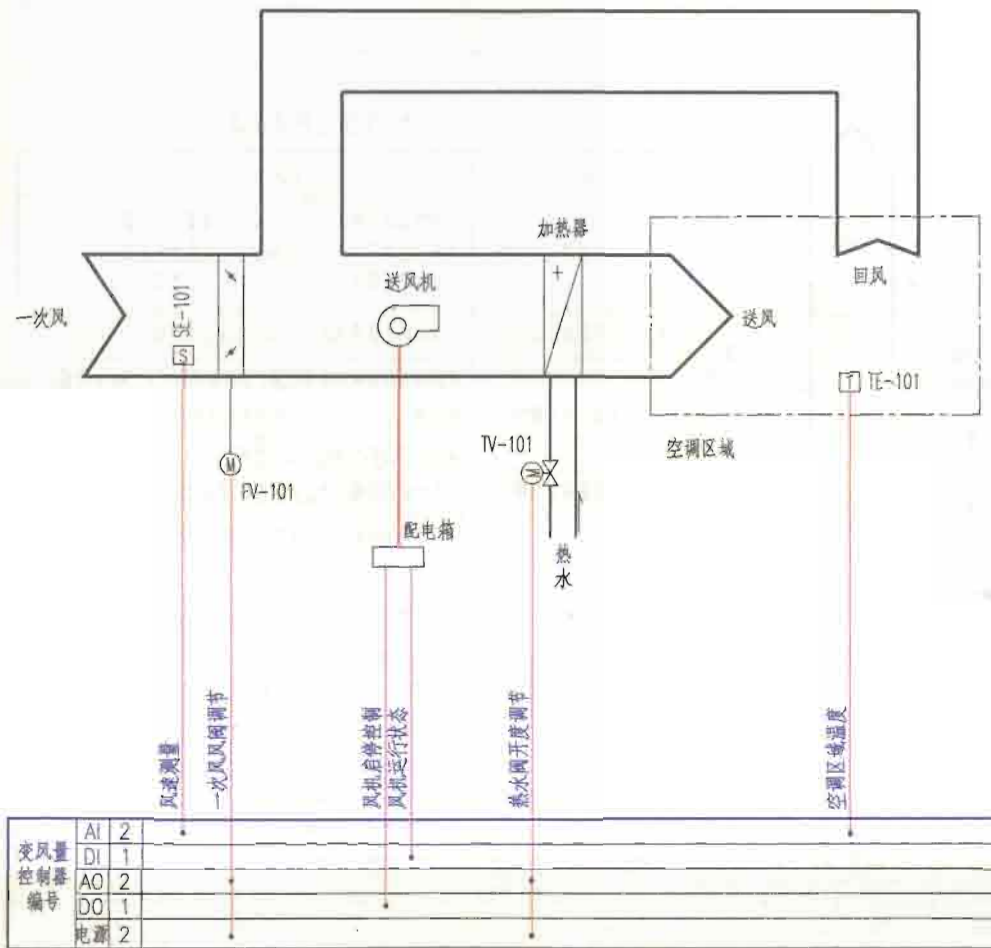 加热器
送风机
回风
一次风
SE-101
S
送风
T TE-101
TV-101
空调区域
M
M
FV-101
配电箱
热水
风速测量
一次风风阀调节
风机启停控制
风机运行状态
热水阀开度调节
空调区域温度
变风量控制器编号
AI 2
DI 1
AO 2
DO 1
电源 2